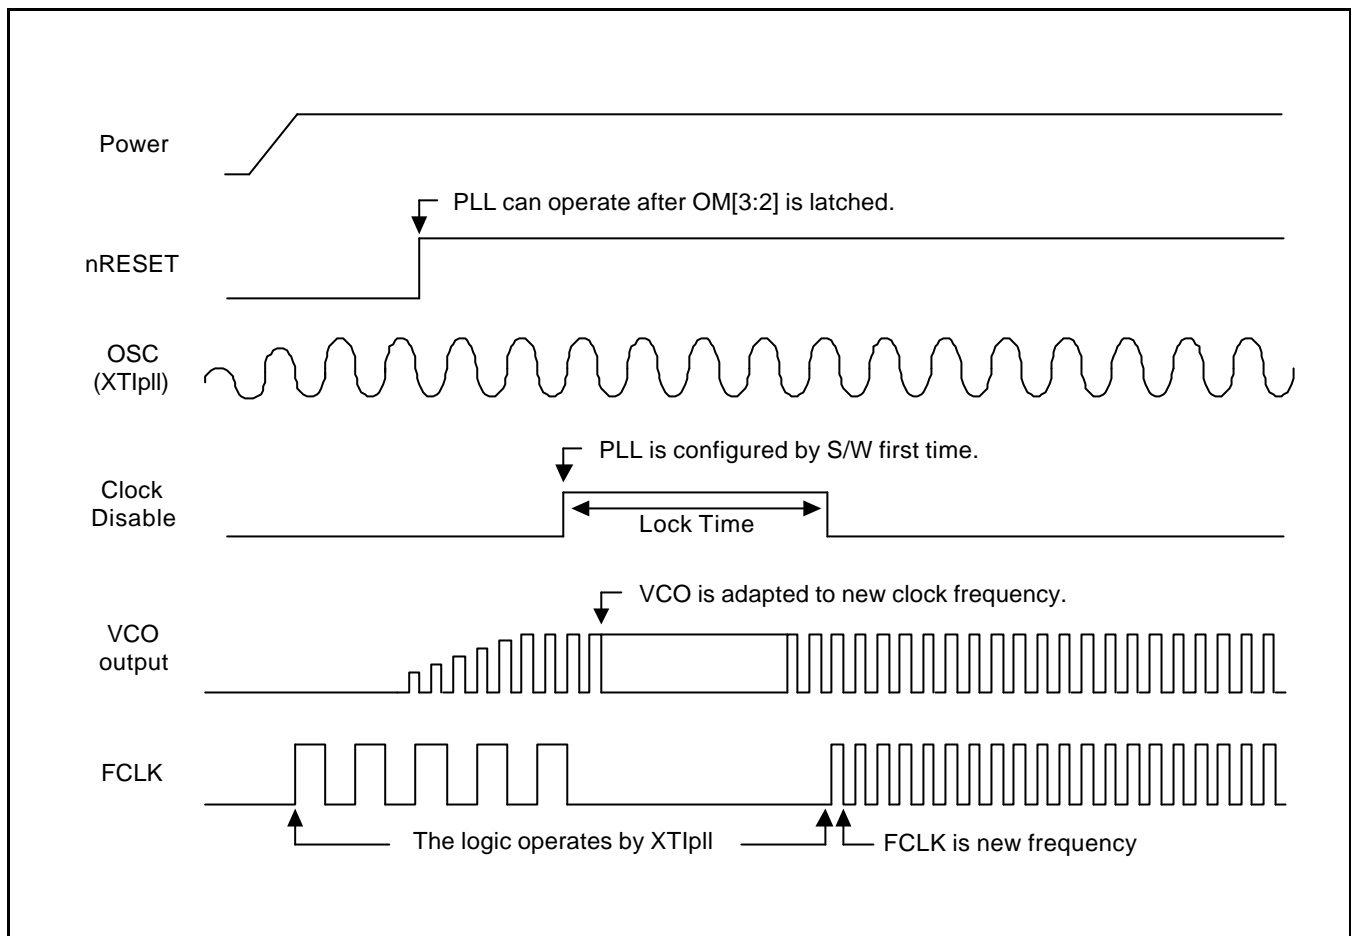 Power
PLL can operate after OM[3:2] is latched.
nRESET
OSC
(XTIpll)
PLL is configured by S/W first time.
Clock
Disable
Lock Time
VCO is adapted to new clock frequency.
VCO
output
FCLK
The logic operates by XTIpll
FCLK is new frequency